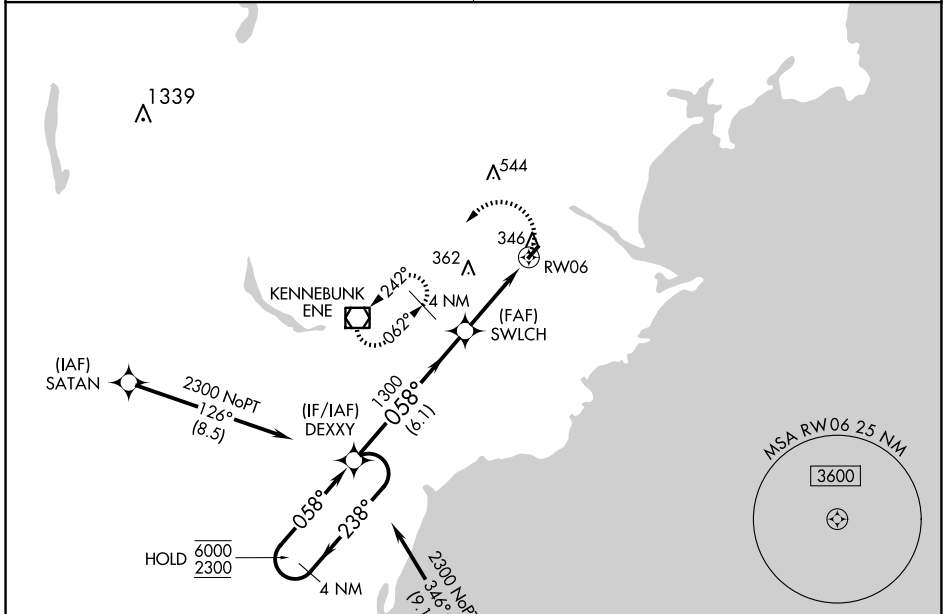 1339
544
346
RW06
362
KENNEBUNK
ENE
242°
062°
4 NM
(FAF)
SWLCH
(IAF)
SATAN
2300 NoPT
126°
(8.5)
(IF/IAF)
DEXXY
1300
058°
(6.1)
058°
238°
HOLD 6000
2300
4 NM
2300 NoPT
346°
MSA RW06 25 NM
3600